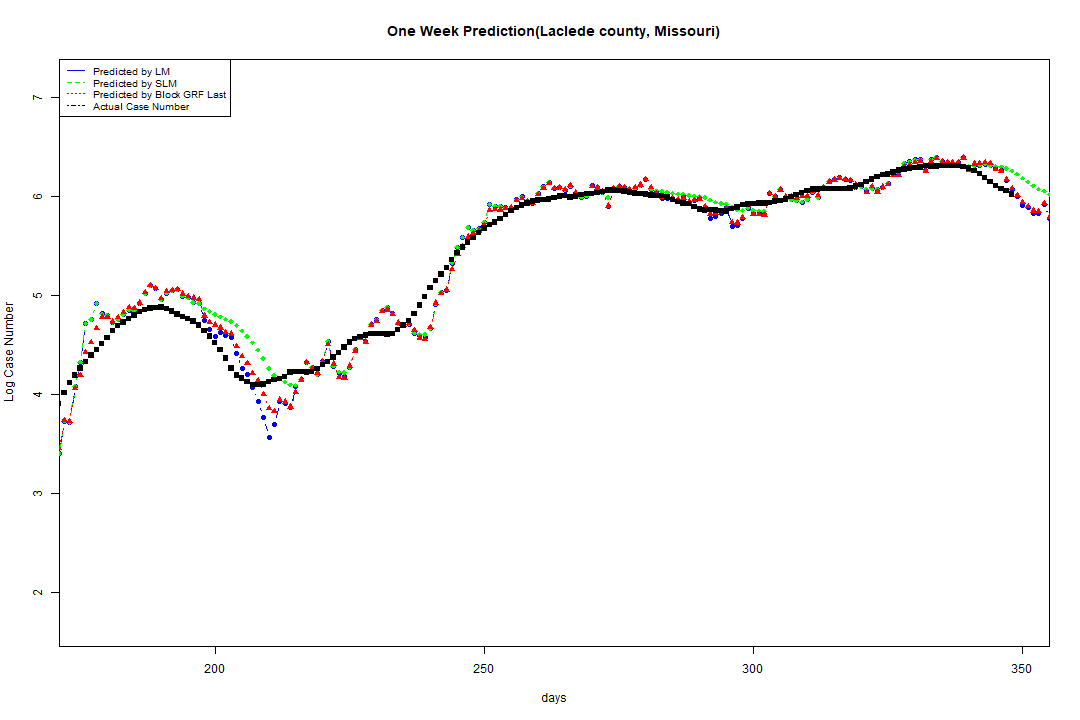 One Week Prediction(Laclede county, Missouri)
Predicted by LM
Predicted by SLM
Predicted by Block GRF Last
Actual Case Number
Log Case Number
7
6
5
4
3
2
200 250 300 350
days